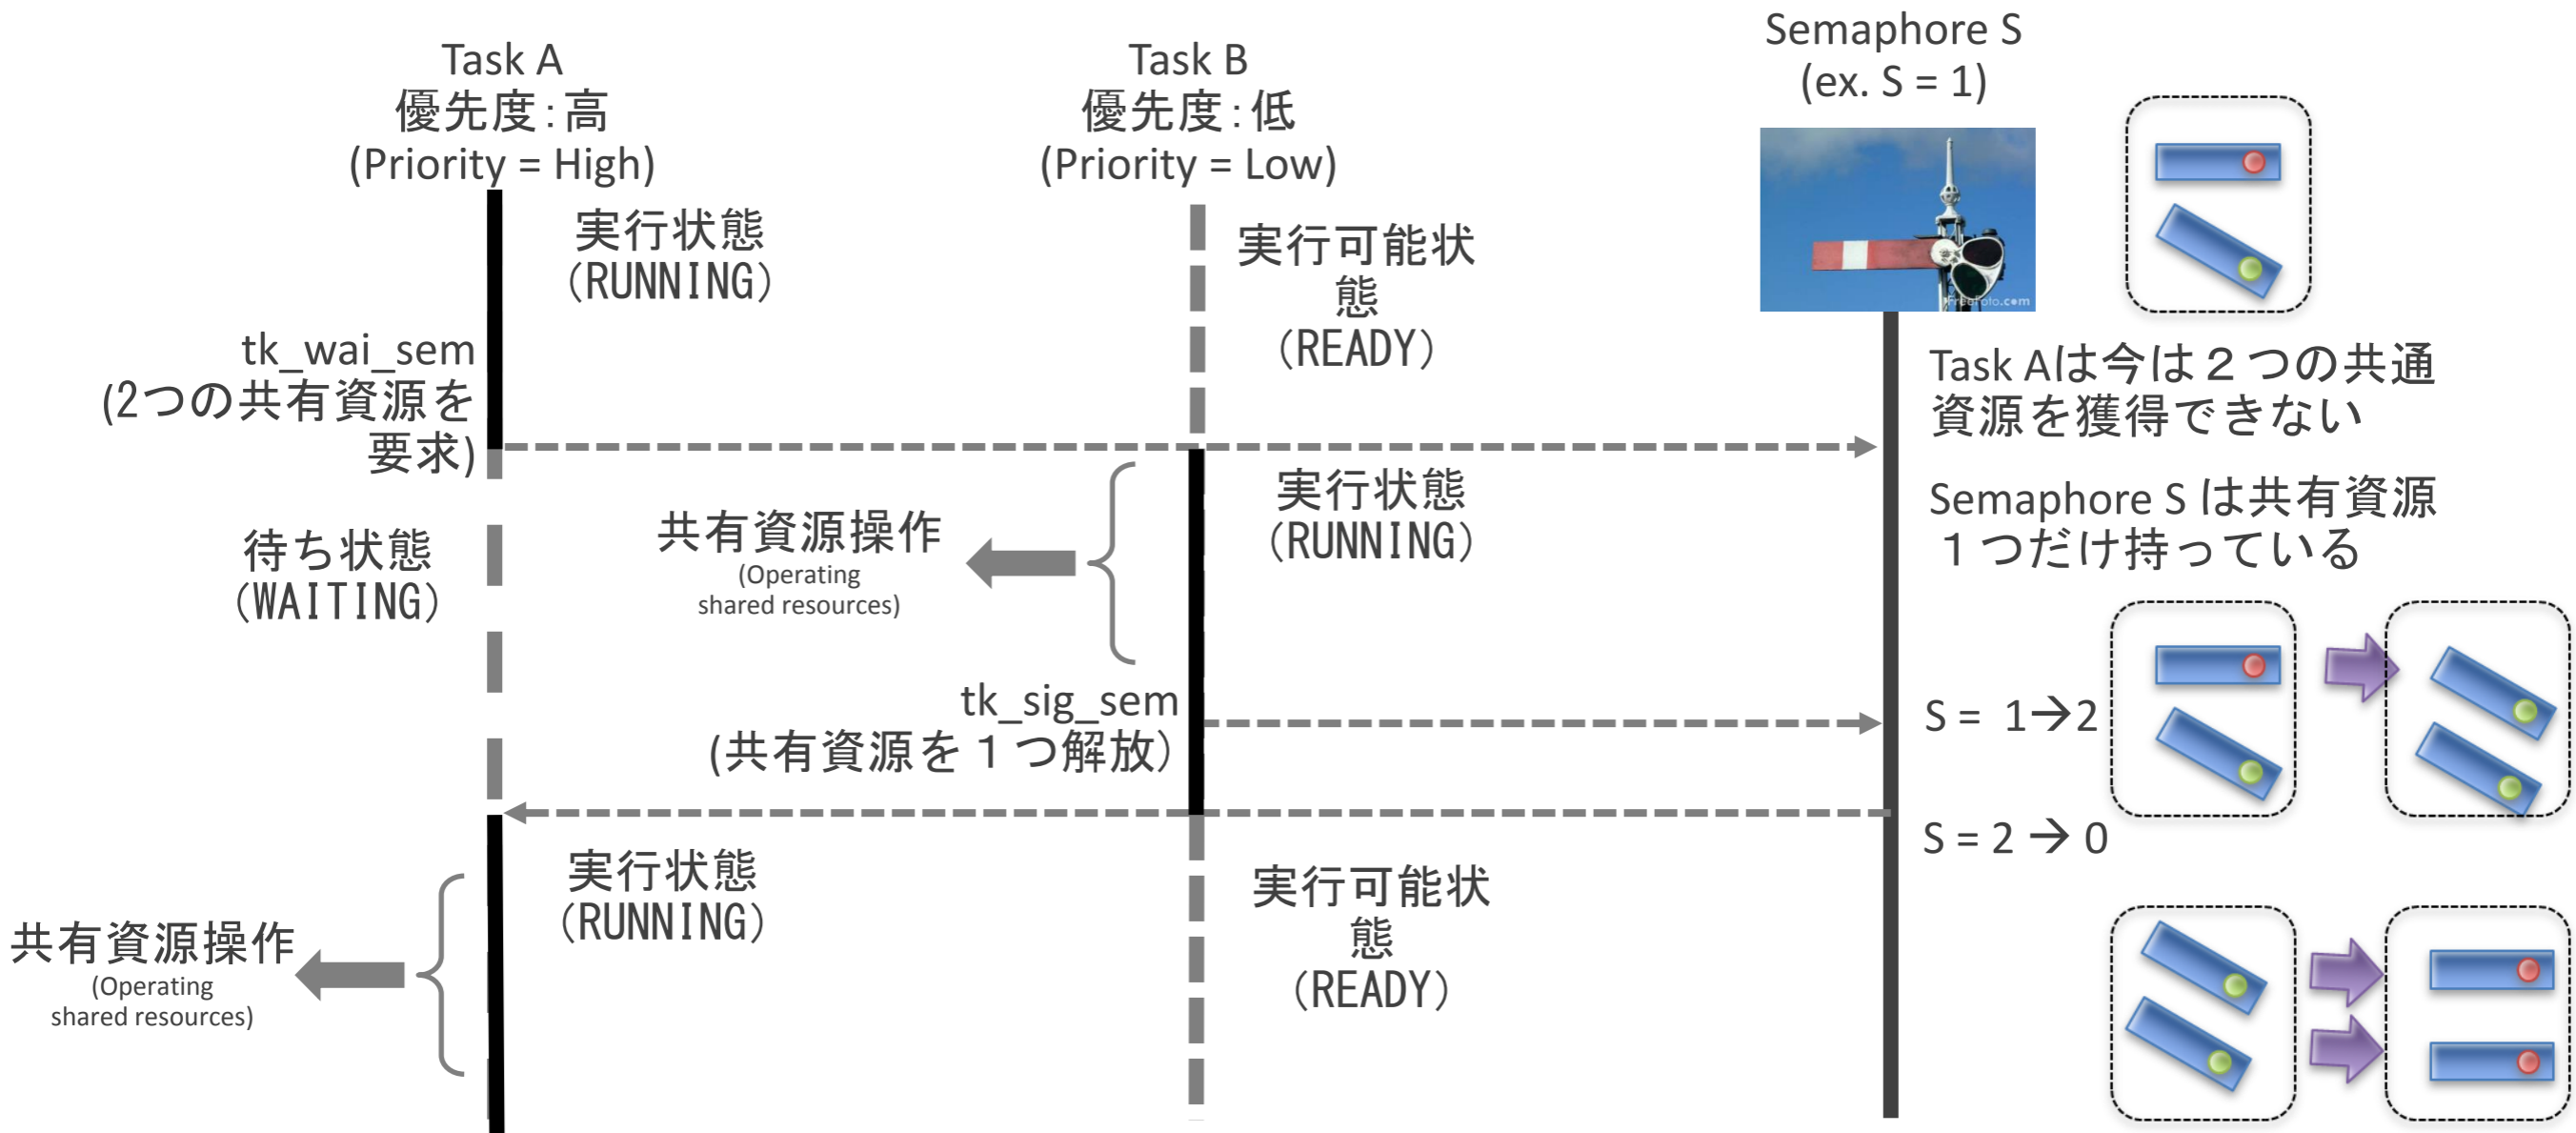 Task A
優先度:高
(Priority = High)
Task B
優先度:低
(Priority = Low)
Semaphore S
(ex. S = 1)
実行状態
(RUNNING)
実行可能状
態
(READY)
FreeFoto.com
tk_wai_sem
(2つの共有資源を
要求)
Task Aは今は２つの共通
資源を獲得できない
Semaphore S は共有資源
１つだけ持っている
待ち状態
(WAITING)
共有資源操作
(Operating
shared resources)
実行状態
(RUNNING)
tk_sig_sem
(共有資源を１つ解放)
S = 1→2
S = 2 → 0
実行状態
(RUNNING)
実行可能状
態
(READY)
共有資源操作
(Operating
shared resources)